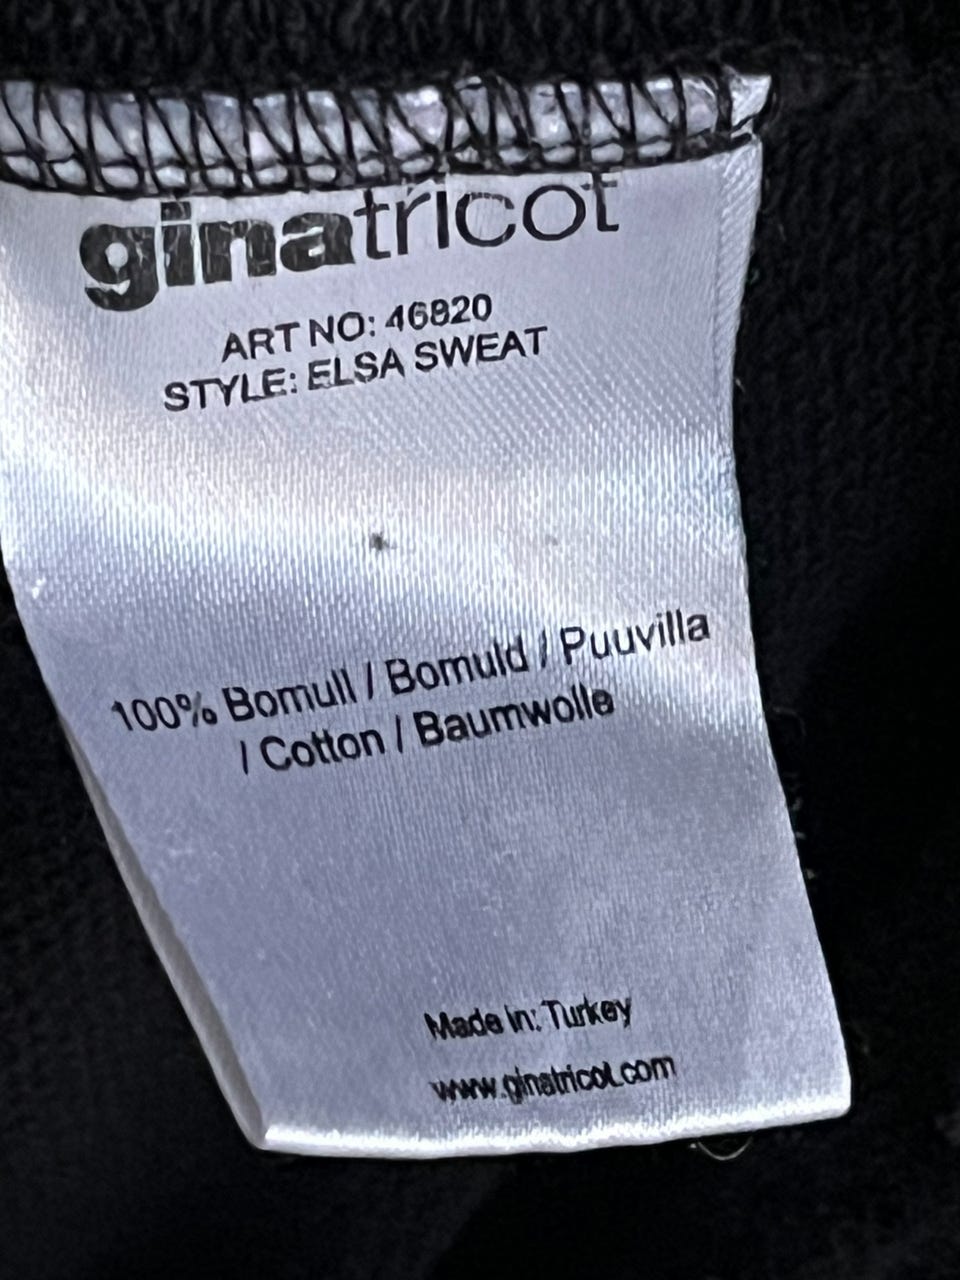 ginatricot
ART NO: 46820
STYLE: ELSA SWEAT
100% Bomull / Bomuld / Puuvilla
/ Cotton / Baumwolle
Made in: Turkey
www.ginatricot.com